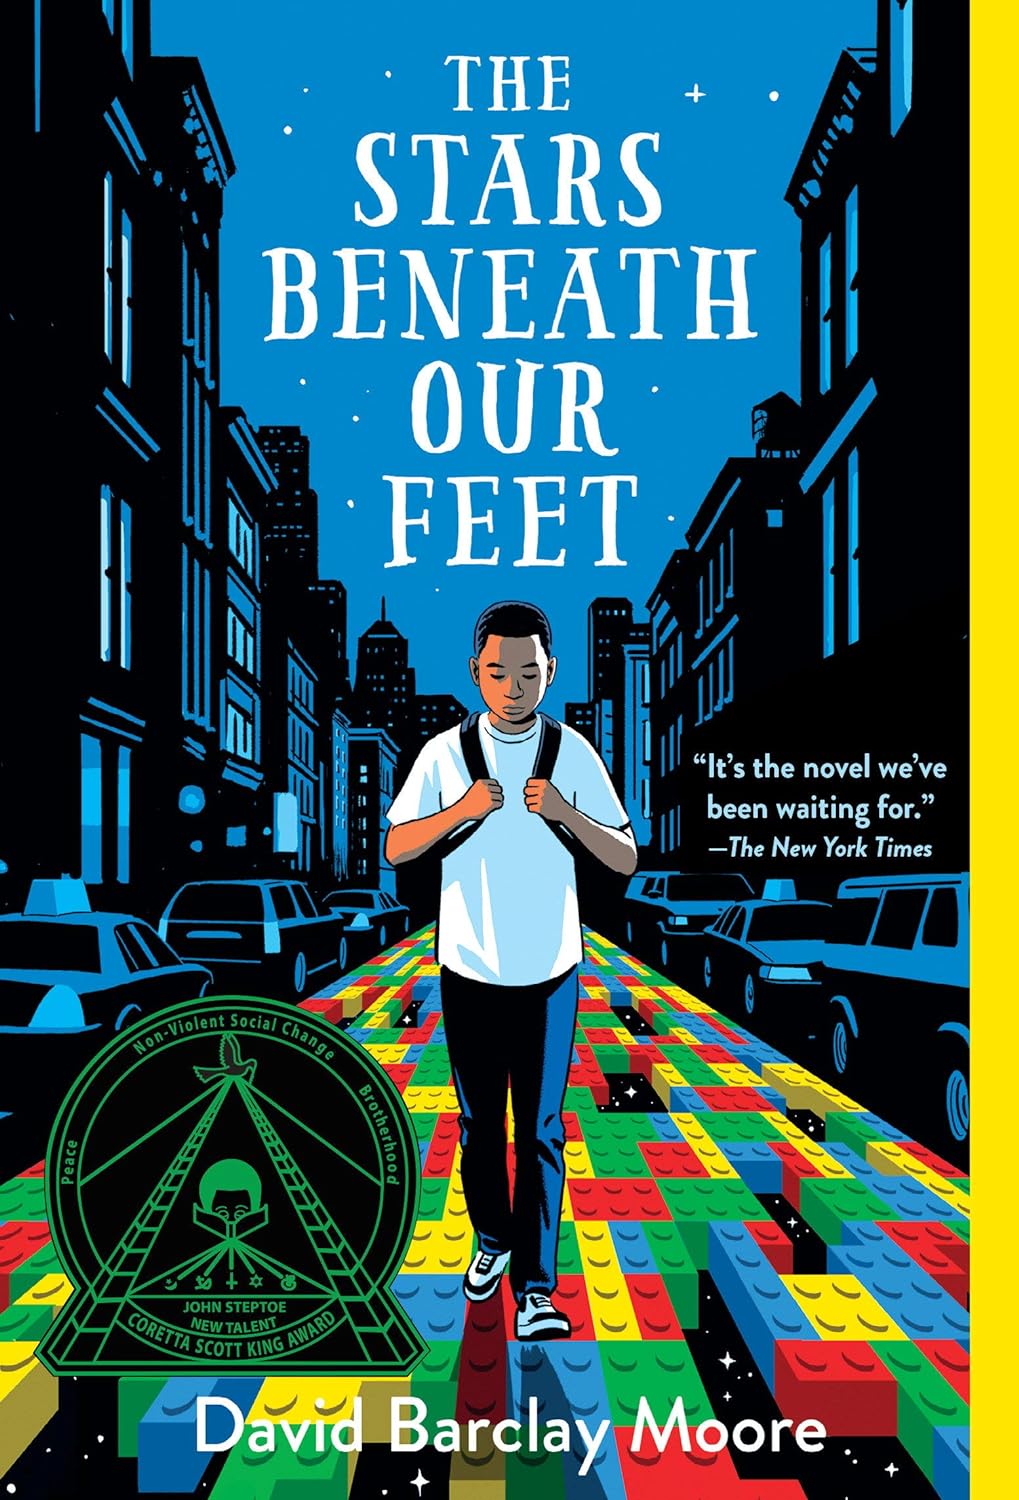 THE
STARS
BENEATH
OUR
FEET
“It’s the novel we’ve
been waiting for.”
—The New York Times
Non-Violent Social Change
Peace
Brotherhood
JOHN STEPTOE
NEW TALENT
CORETTA SCOTT KING AWARD
David Barclay Moore